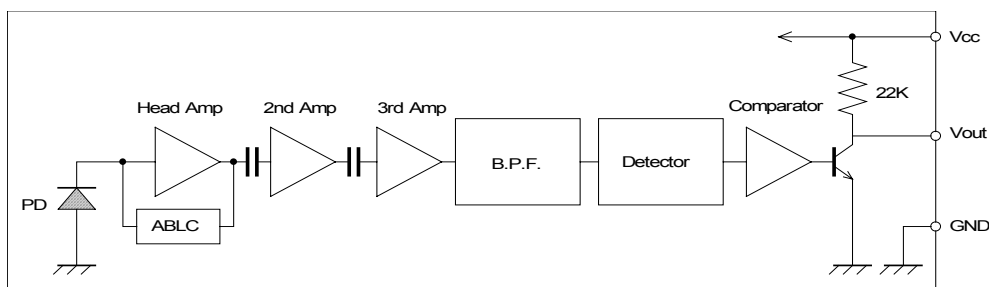 Head Amp
2nd Amp
3rd Amp
Comparator
Vcc
22K
Vout
B.P.F.
Detector
PD
ABLC
GND